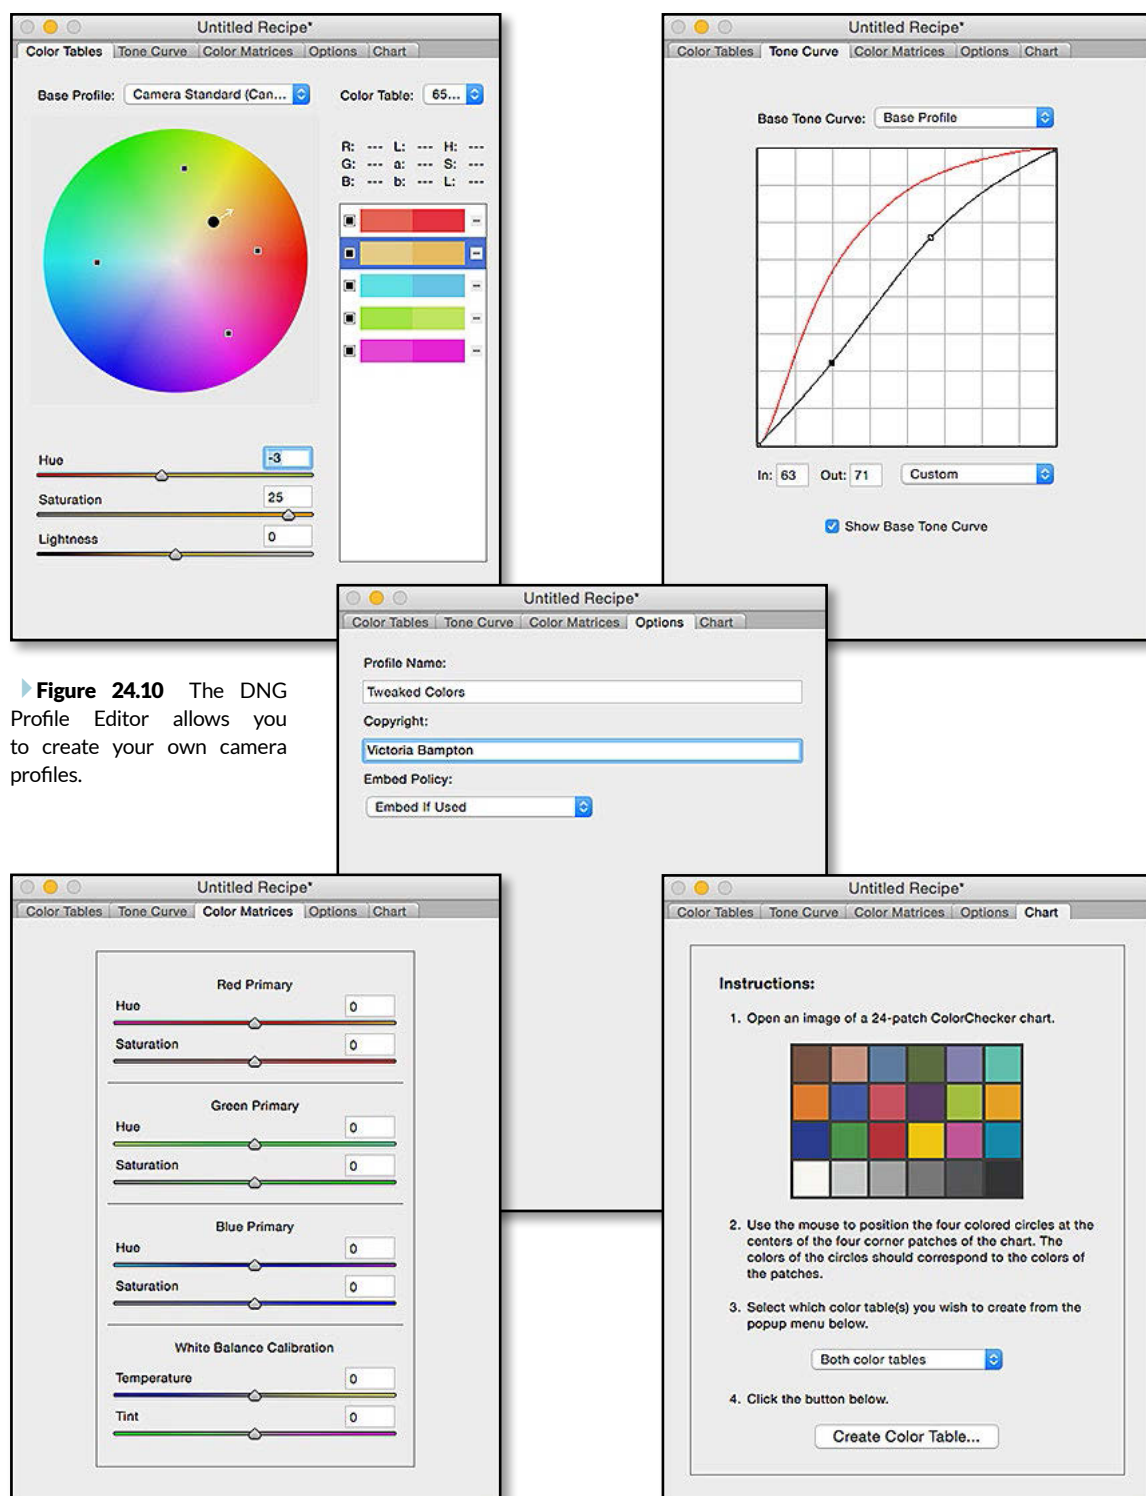 Untitled Recipe*
Color Tables Tone Curve Color Matrices Options Chart
Base Profile: Camera Standard (Can...
Color Table: 65...
R: --- L: --- H: ---
G: --- a: --- S: ---
B: --- b: --- L: ---
Hue -3
Saturation 25
Lightness 0
Untitled Recipe*
Color Tables Tone Curve Color Matrices Options Chart
Base Tone Curve: Base Profile
In: 63 Out: 71 Custom
Show Base Tone Curve
Untitled Recipe*
Color Tables Tone Curve Color Matrices Options Chart
Profile Name:
Tweaked Colors
Copyright:
Victoria Bampton
Embed Policy:
Embed If Used
Figure 24.10 The DNG
Profile Editor allows you
to create your own camera
profiles.
Untitled Recipe*
Color Tables Tone Curve Color Matrices Options Chart
Red Primary
Hue 0
Saturation 0
Green Primary
Hue 0
Saturation 0
Blue Primary
Hue 0
Saturation 0
White Balance Calibration
Temperature 0
Tint 0
Untitled Recipe*
Color Tables Tone Curve Color Matrices Options Chart
Instructions:
1. Open an image of a 24-patch ColorChecker chart.
2. Use the mouse to position the four colored circles at the
centers of the four corner patches of the chart. The
colors of the circles should correspond to the colors of
the patches.
3. Select which color table(s) you wish to create from the
popup menu below.
Both color tables
4. Click the button below.
Create Color Table...